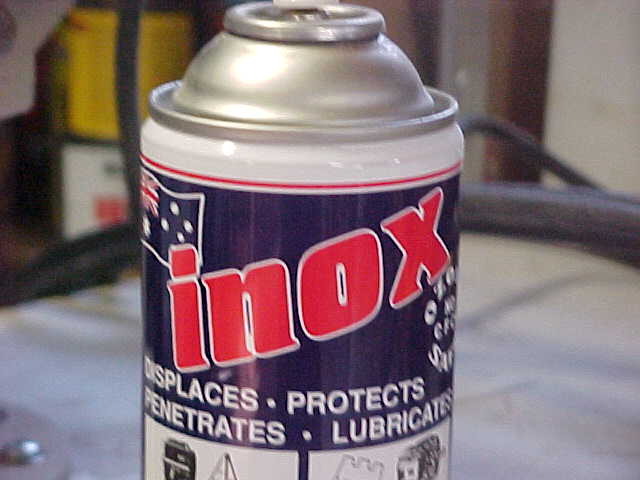 inox
DISPLACES · PROTECTS
PENETRATES · LUBRICATES